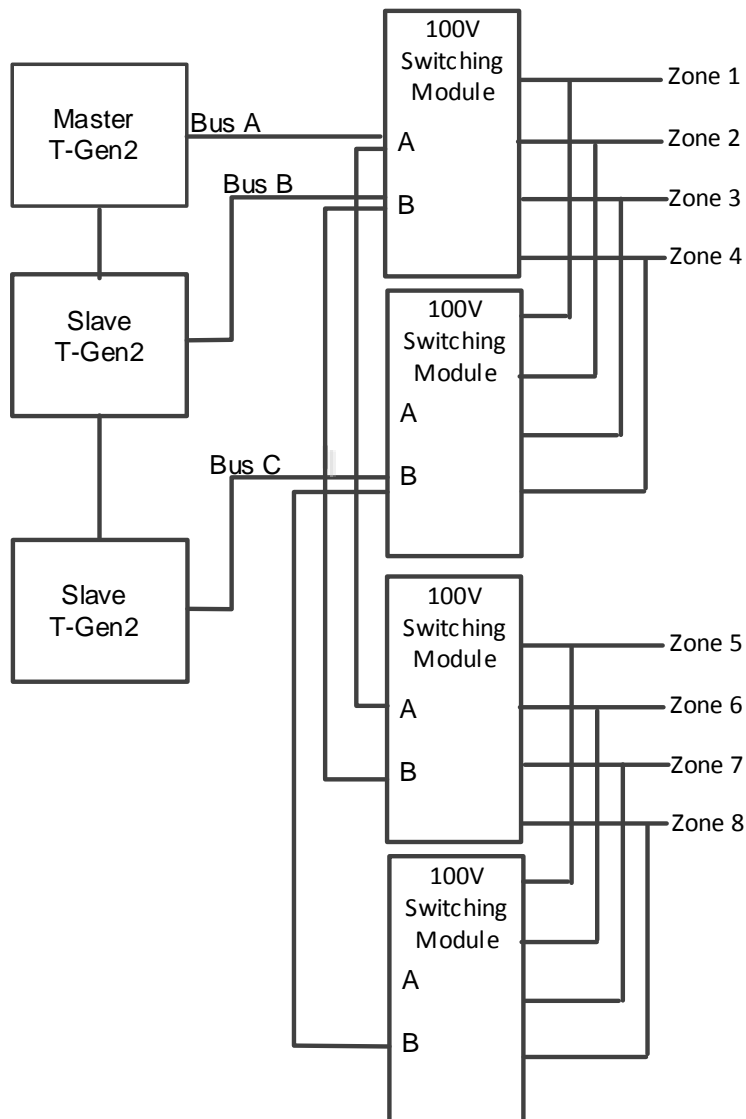 100V
Switching
Module
A
B
Master
T-Gen2
Bus A
Bus B
Slave
T-Gen2
Zone 1
Zone 2
Zone 3
Zone 4
100V
Switching
Module
A
B
Bus C
Slave
T-Gen2
100V
Switching
Module
A
B
Zone 5
Zone 6
Zone 7
Zone 8
100V
Switching
Module
A
B